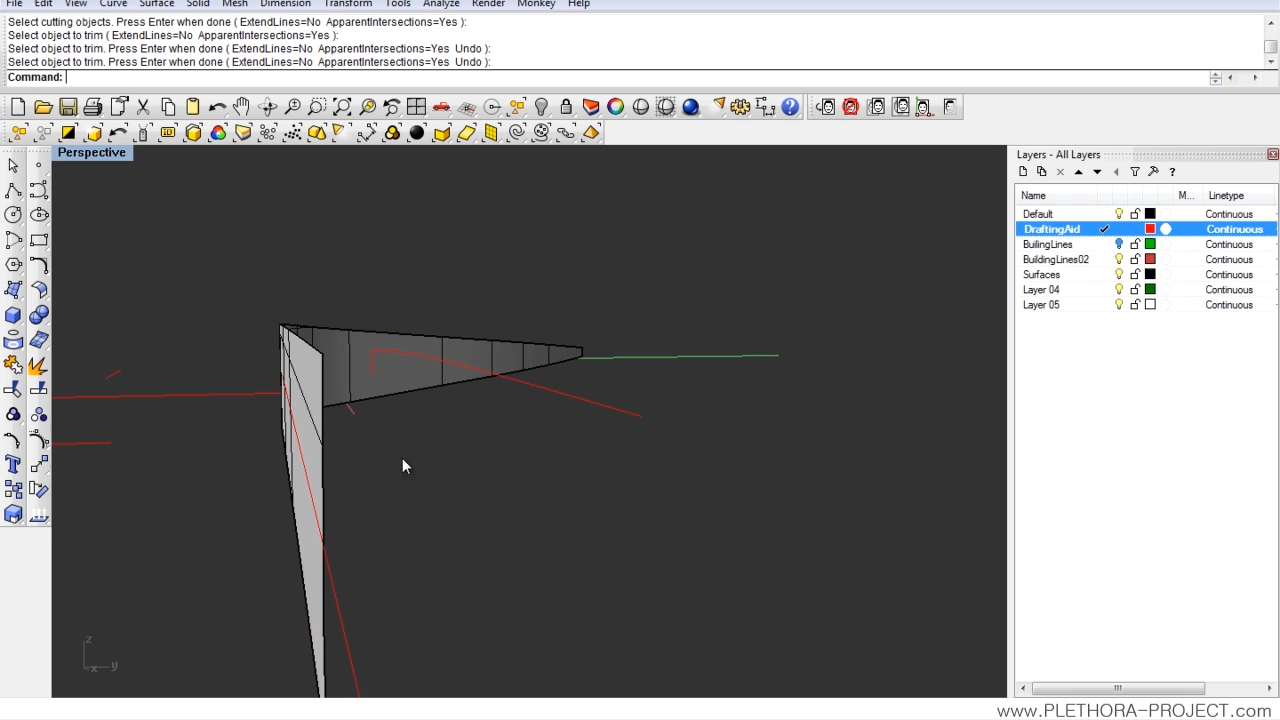 File Edit View Curve Surface Solid Mesh Dimension Transform Tools Analyze Render Monkey Help
Select cutting objects. Press Enter when done ( ExtendLines=No ApparentIntersections=Yes ):
Select object to trim ( ExtendLines=No ApparentIntersections=Yes ):
Select object to trim. Press Enter when done ( ExtendLines=No ApparentIntersections=Yes Undo ):
Select object to trim. Press Enter when done ( ExtendLines=No ApparentIntersections=Yes Undo ):
Command:
Perspective
Layers - All Layers
Name M... Linetype
Default Continuous
DraftingAid Continuous
BuilingLines Continuous
BuildingLines02 Continuous
Surfaces Continuous
Layer 04 Continuous
Layer 05 Continuous
z
x y
www.PLETHORA-PROJECT.com